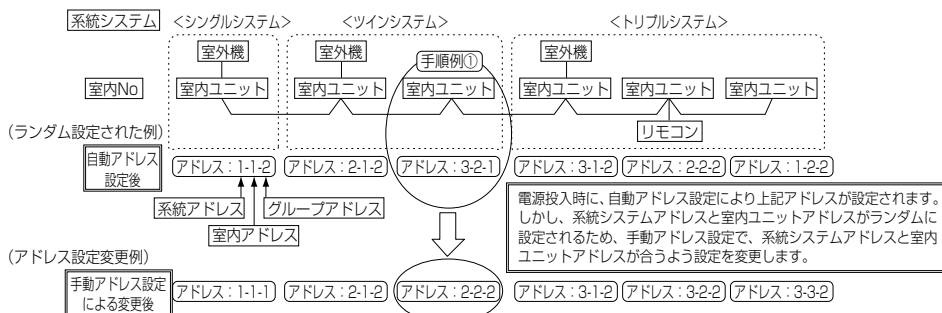 系統システム <シングルシステム> <ツインシステム> <トリプルシステム>
室外機 室外機 手順例① 室外機
室内No 室内ユニット 室内ユニット 室内ユニット 室内ユニット 室内ユニット 室内ユニット
リモコン
(ランダム設定された例)
自動アドレス
設定後
アドレス:1-1-2 アドレス:2-1-2 アドレス:3-2-1 アドレス:3-1-2 アドレス:2-2-2 アドレス:1-2-2
系統アドレス グループアドレス
室内アドレス
電源投入時に、自動アドレス設定により上記アドレスが設定されます。
しかし、系統システムアドレスと室内ユニットアドレスがランダムに
設定されるため、手動アドレス設定で、系統システムアドレスと室内
ユニットアドレスが合うよう設定を変更します。
(アドレス設定変更例)
手動アドレス設定
による変更後
アドレス:1-1-1 アドレス:2-1-2 アドレス:2-2-2 アドレス:3-1-2 アドレス:3-2-2 アドレス:3-3-2